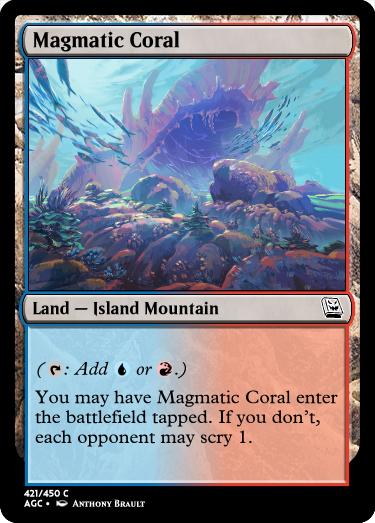 Magmatic Coral
Land — Island Mountain
( : Add or .)
You may have Magmatic Coral enter
the battlefield tapped. If you don't,
each opponent may scry 1.
421/450 C
AGC • Anthony Brault